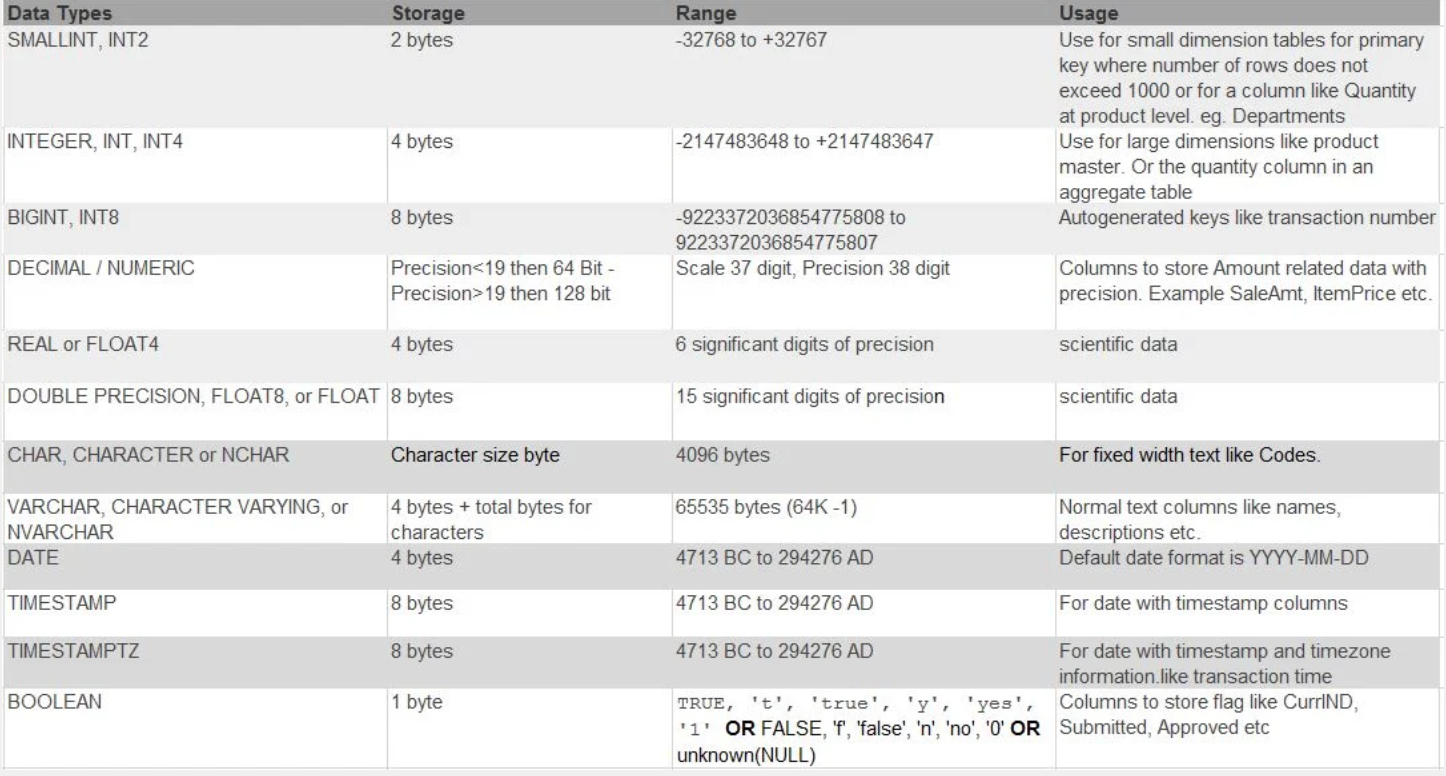 Data Types Storage Range Usage
SMALLINT, INT2 2 bytes -32768 to +32767 Use for small dimension tables for primary
key where number of rows does not
exceed 1000 or for a column like Quantity
at product level. eg. Departments
INTEGER, INT, INT4 4 bytes -2147483648 to +2147483647 Use for large dimensions like product
master. Or the quantity column in an
aggregate table
BIGINT, INT8 8 bytes -9223372036854775808 to Autogenerated keys like transaction number
9223372036854775807
DECIMAL / NUMERIC Precision<19 then 64 Bit - Scale 37 digit, Precision 38 digit Columns to store Amount related data with
Precision>19 then 128 bit precision. Example SaleAmt, ItemPrice etc.
REAL or FLOAT4 4 bytes 6 significant digits of precision scientific data
DOUBLE PRECISION, FLOAT8, or FLOAT 8 bytes 15 significant digits of precision scientific data
CHAR, CHARACTER or NCHAR Character size byte 4096 bytes For fixed width text like Codes.
VARCHAR, CHARACTER VARYING, or 4 bytes + total bytes for 65535 bytes (64K -1) Normal text columns like names,
NVARCHAR characters descriptions etc.
DATE 4 bytes 4713 BC to 294276 AD Default date format is YYYY-MM-DD
TIMESTAMP 8 bytes 4713 BC to 294276 AD For date with timestamp columns
TIMESTAMPTZ 8 bytes 4713 BC to 294276 AD For date with timestamp and timezone
information.like transaction time
BOOLEAN 1 byte TRUE, 't', 'true', 'y', 'yes', Columns to store flag like CurrIND,
'1' OR FALSE, 'f', 'false', 'n', 'no', '0' OR Submitted, Approved etc
unknown(NULL)